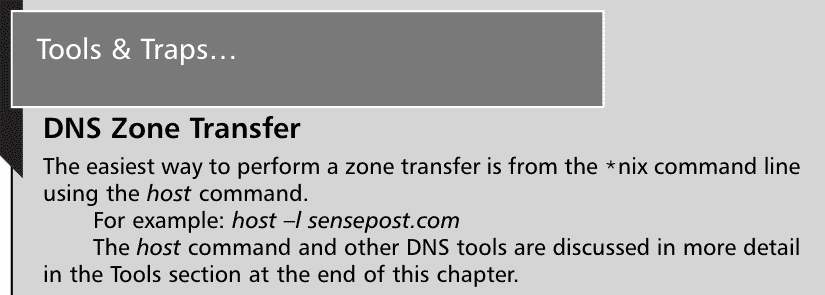 Tools & Traps…
DNS Zone Transfer
The easiest way to perform a zone transfer is from the *nix command line
using the host command.
For example: host –l sensepost.com
The host command and other DNS tools are discussed in more detail
in the Tools section at the end of this chapter.